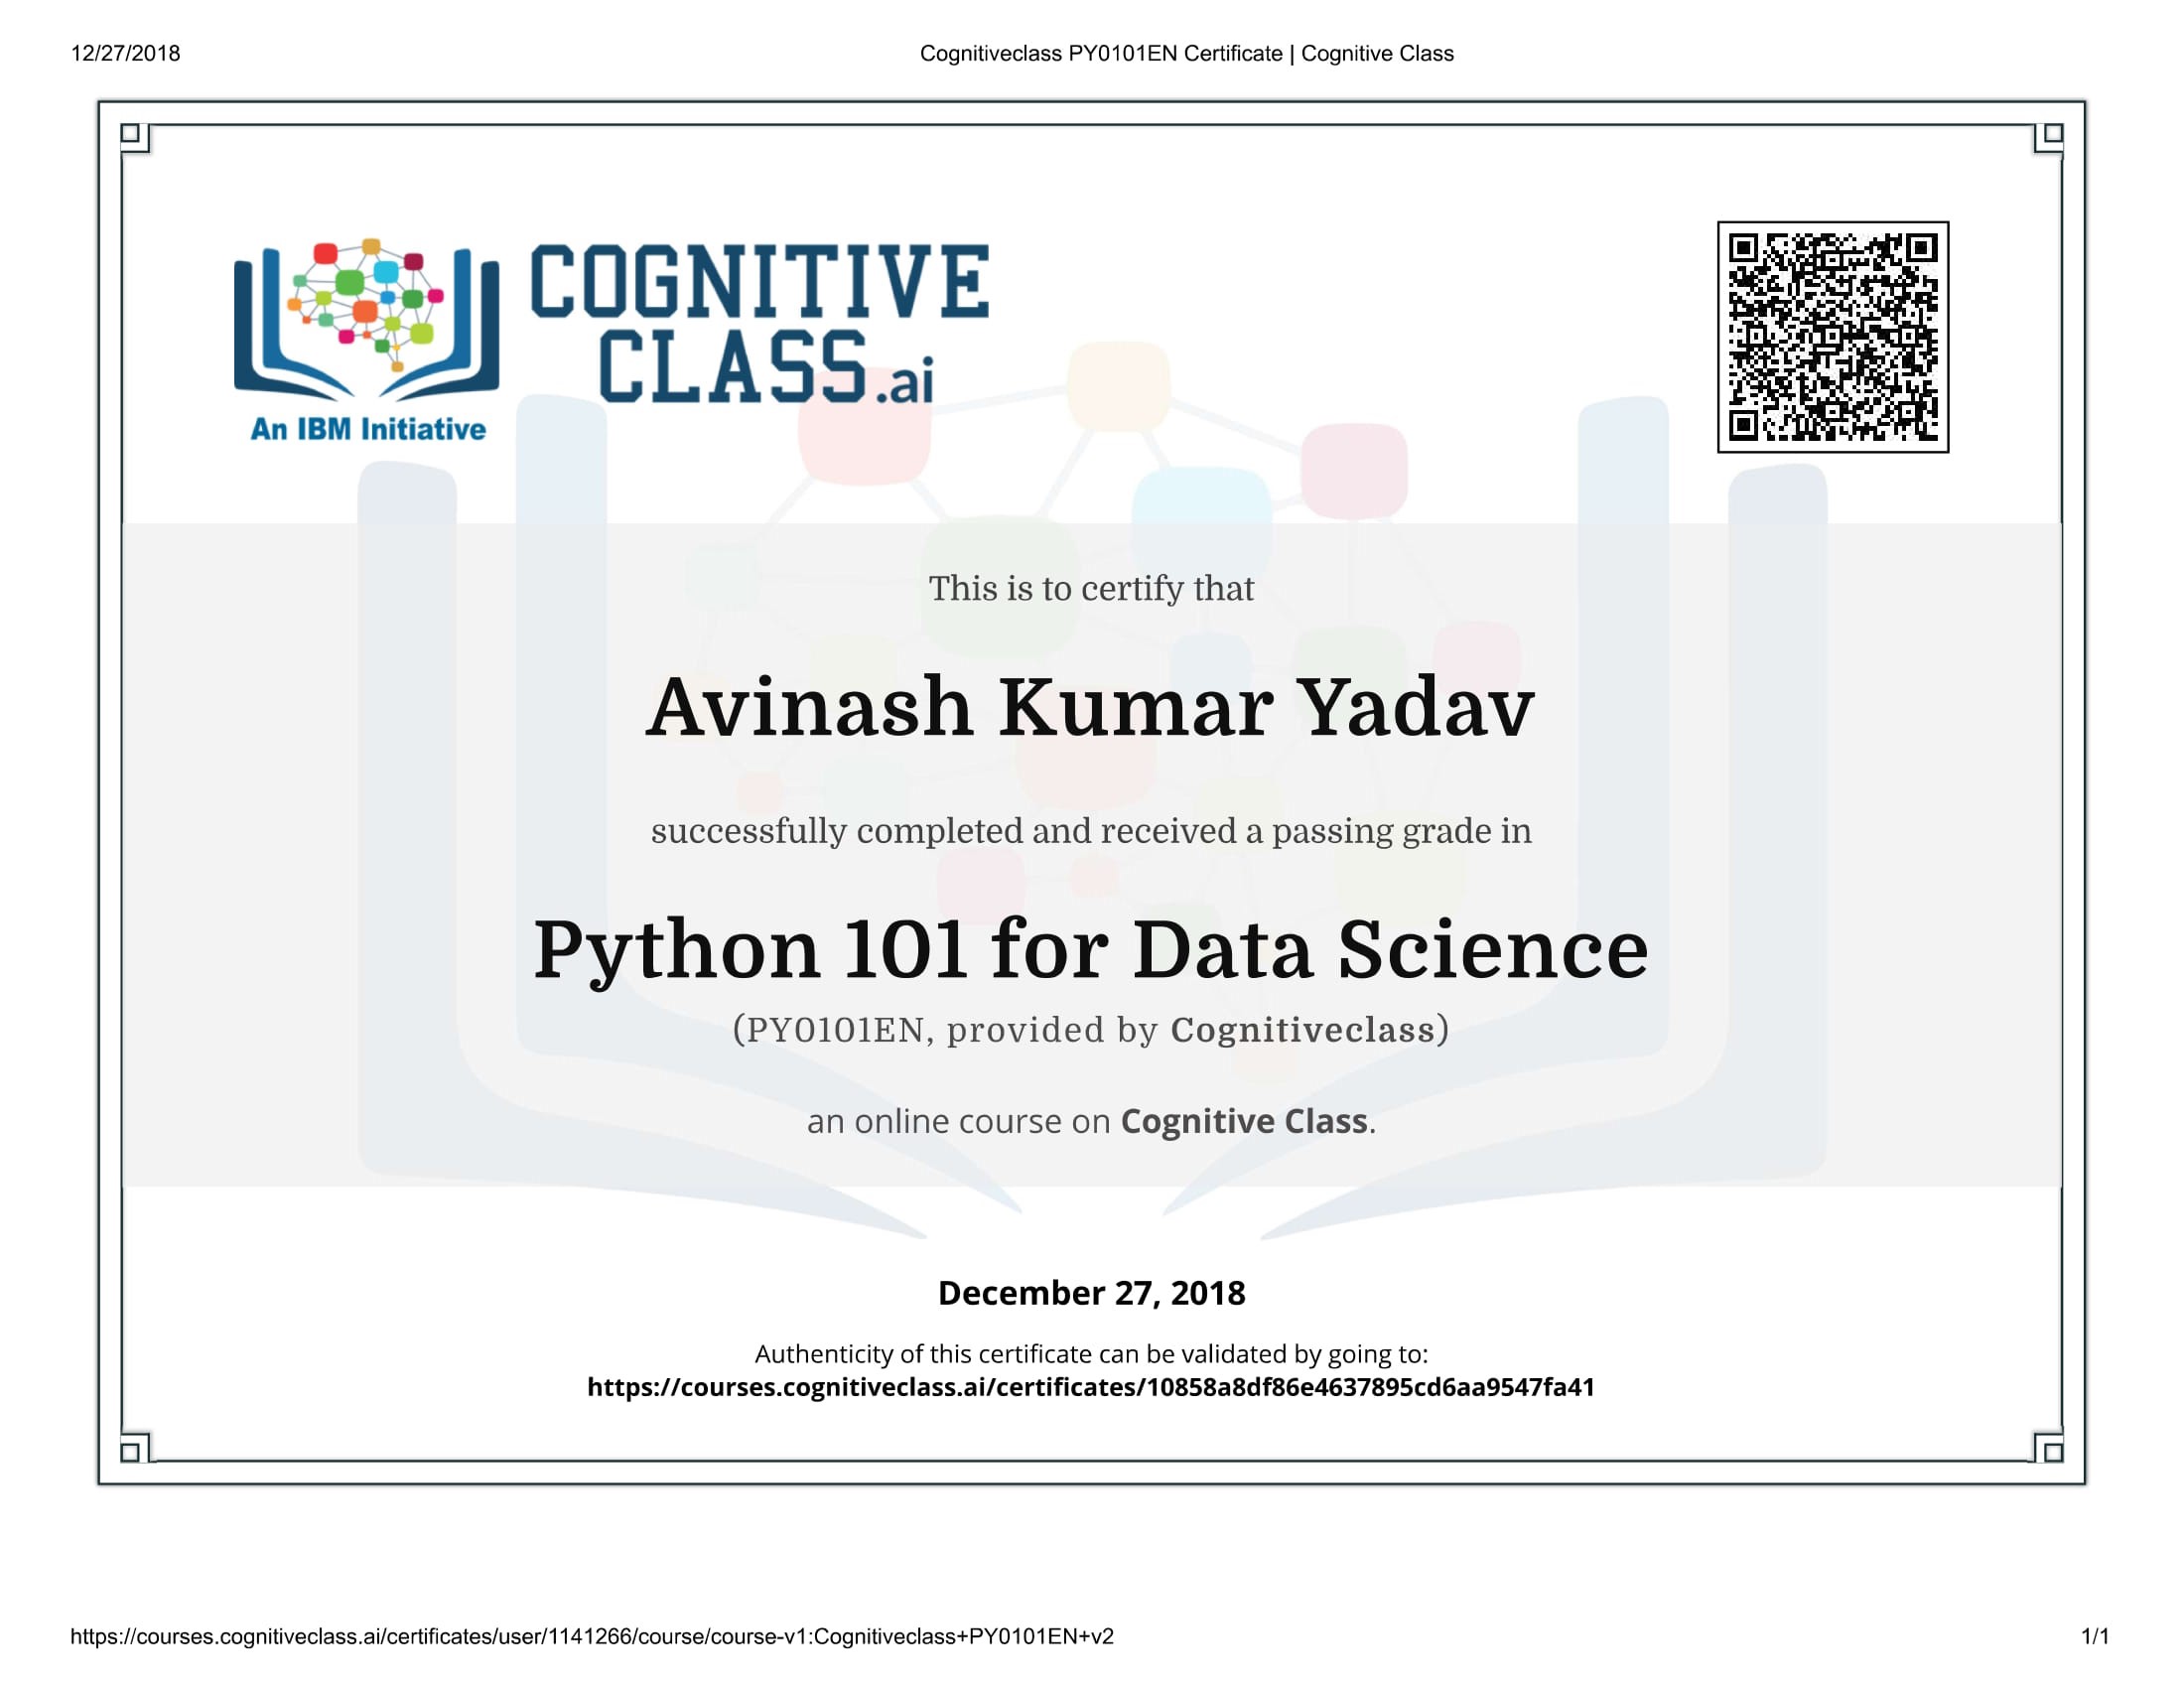 12/27/2018
Cognitiveclass PY0101EN Certificate | Cognitive Class
COGNITIVE
CLASS.ai
An IBM Initiative
This is to certify that
Avinash Kumar Yadav
successfully completed and received a passing grade in
Python 101 for Data Science
(PY0101EN, provided by Cognitiveclass)
an online course on Cognitive Class.
December 27, 2018
Authenticity of this certificate can be validated by going to:
https://courses.cognitiveclass.ai/certificates/10858a8df86e4637895cd6aa9547fa41
https://courses.cognitiveclass.ai/certificates/user/1141266/course/course-v1:Cognitiveclass+PY0101EN+v2
1/1